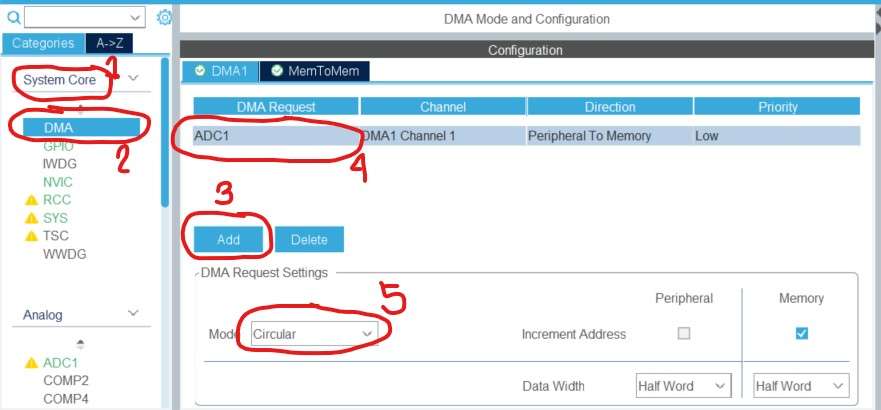 DMA Mode and Configuration
Categories A->Z
Configuration
System Core 1
DMA1 MemToMem
DMA Request Channel Direction Priority
DMA 2
ADC1 DMA1 Channel 1 Peripheral To Memory Low
4
GPIO
IWDG
NVIC
RCC
SYS
TSC
WWDG
3
Add Delete
DMA Request Settings
5
Peripheral Memory
Analog
Mode Circular Increment Address
ADC1
COMP2
COMP4
Data Width Half Word Half Word